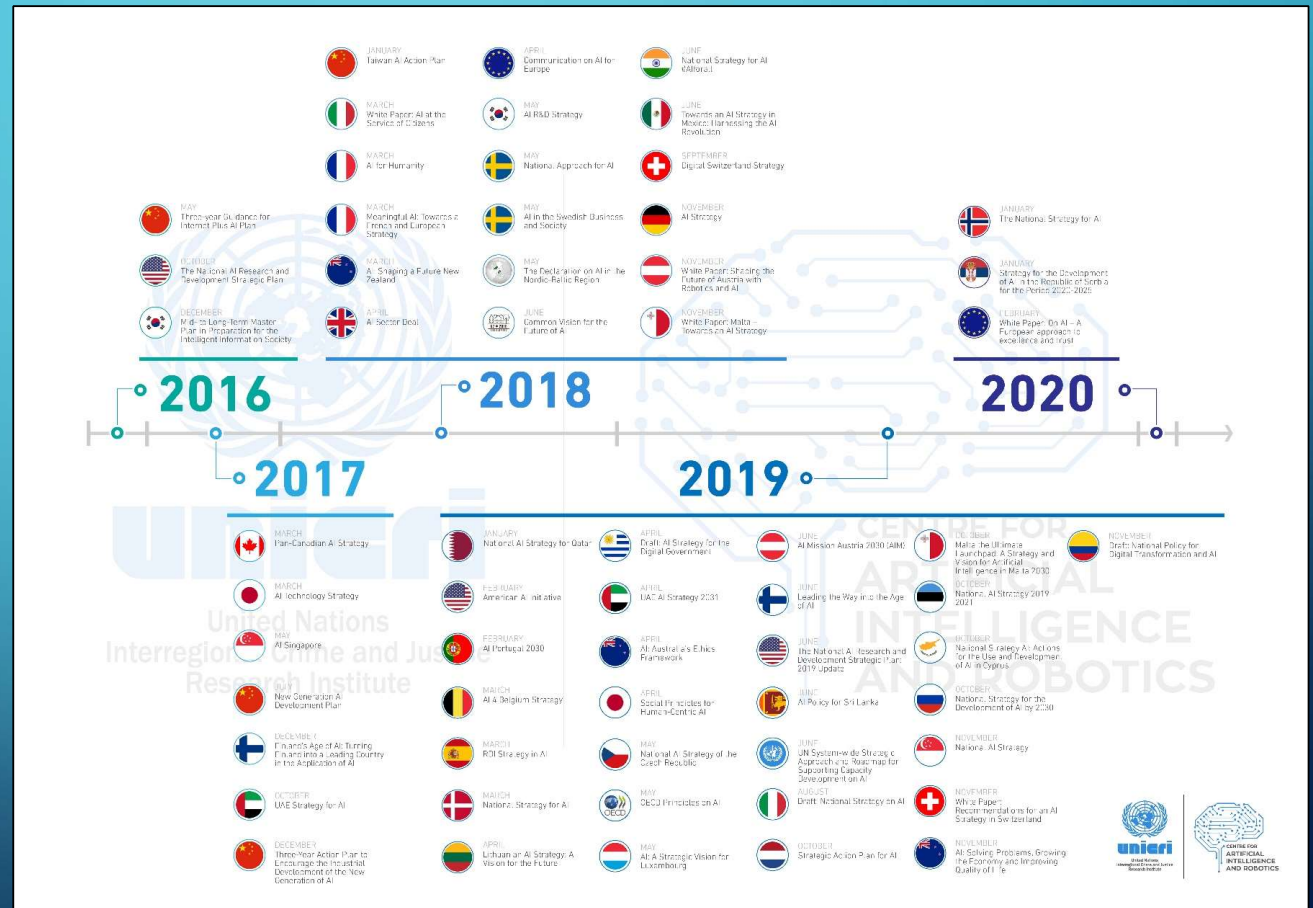 JANUARY
Taiwan AI Action Plan
MARCH
White Paper: AI at the
Service of Citizens
MARCH
AI for Humanity
MARCH
Meaningful AI: Towards a
French and European
Strategy
MARCH
AI: Shaping a Future New
Zealand
APRIL
AI Sector Deal
APRIL
Communication on AI for
Europe
MAY
AI R&D Strategy
MAY
National Approach for AI
MAY
AI in the Swedish Business
and Society
MAY
The Declaration on AI in the
Nordic-Baltic Region
JUNE
Common Vision for the
Future of AI
JUNE
National Strategy for AI
#AIforall
JUNE
Towards an AI Strategy in
Mexico: Harnessing the AI
Revolution
SEPTEMBER
Digital Switzerland Strategy
NOVEMBER
AI Strategy
NOVEMBER
White Paper: Shaping the
Future of Austria with
Robotics and AI
NOVEMBER
White Paper: Malta –
Towards an AI Strategy
MAY
Three-year Guidance for
Internet Plus AI Plan
OCTOBER
The National AI Research and
Development Strategic Plan
DECEMBER
Mid- to Long-Term Master
Plan in Preparation for the
Intelligent Information Society
JANUARY
The National Strategy for AI
JANUARY
Strategy for the Development
of AI in the Republic of Serbia
for the Period 2020-2025
FEBRUARY
White Paper: On AI – A
European approach to
excellence and trust
2016
2018
2020
2017
2019
MARCH
Pan-Canadian AI Strategy
MARCH
AI Technology Strategy
MAY
AI Singapore
JULY
New Generation AI
Development Plan
DECEMBER
Finland's Age of AI: Turning
Finland into a Leading Country
in the Application of AI
OCTOBER
UAE Strategy for AI
DECEMBER
Three-Year Action Plan to
Encourage the Industrial
Development of the New
Generation of AI
JANUARY
National AI Strategy for Qatar
FEBRUARY
American AI Initiative
FEBRUARY
AI Portugal 2030
MARCH
AI 4 Belgium Strategy
MARCH
RDI Strategy in AI
MARCH
National Strategy for AI
APRIL
Lithuanian AI Strategy: A
Vision for the Future
APRIL
Draft: AI Strategy for the
Digital Government
APRIL
UAE AI Strategy 2031
APRIL
AI: Australia's Ethics
Framework
APRIL
Social Principles for
Human-Centric AI
MAY
National AI Strategy of the
Czech Republic
OECD
MAY
OECD Principles on AI
MAY
AI: A Strategic Vision for
Luxembourg
JUNE
AI Mission Austria 2030 (AIM)
JUNE
Leading the Way into the Age
of AI
JUNE
The National AI Research and
Development Strategic Plan:
2019 Update
JUNE
AI Policy for Sri Lanka
JUNE
UN System-wide Strategic
Approach and Roadmap for
Supporting Capacity
Development on AI
AUGUST
Draft: National Strategy on AI
OCTOBER
Strategic Action Plan for AI
OCTOBER
Malta the Ultimate
Launchpad: A Strategy and
Vision for Artificial
Intelligence in Malta 2030
OCTOBER
National AI Strategy 2019
2021
OCTOBER
National Strategy AI: Actions
for the Use and Development
of AI in Cyprus
OCTOBER
National Strategy for the
Development of AI by 2030
NOVEMBER
National AI Strategy
NOVEMBER
White Paper:
Recommendations for an AI
Strategy in Switzerland
NOVEMBER
AI: Solving Problems, Growing
the Economy and Improving
Quality of Life
NOVEMBER
Draft: National Policy for
Digital Transformation and AI
unicri
United Nations
Interregional Crime and Justice
Research Institute
CENTRE FOR
ARTIFICIAL
INTELLIGENCE
AND ROBOTICS
unicri
United Nations
Interregional Crime and Justice
Research Institute
CENTRE FOR
ARTIFICIAL
INTELLIGENCE
AND ROBOTICS